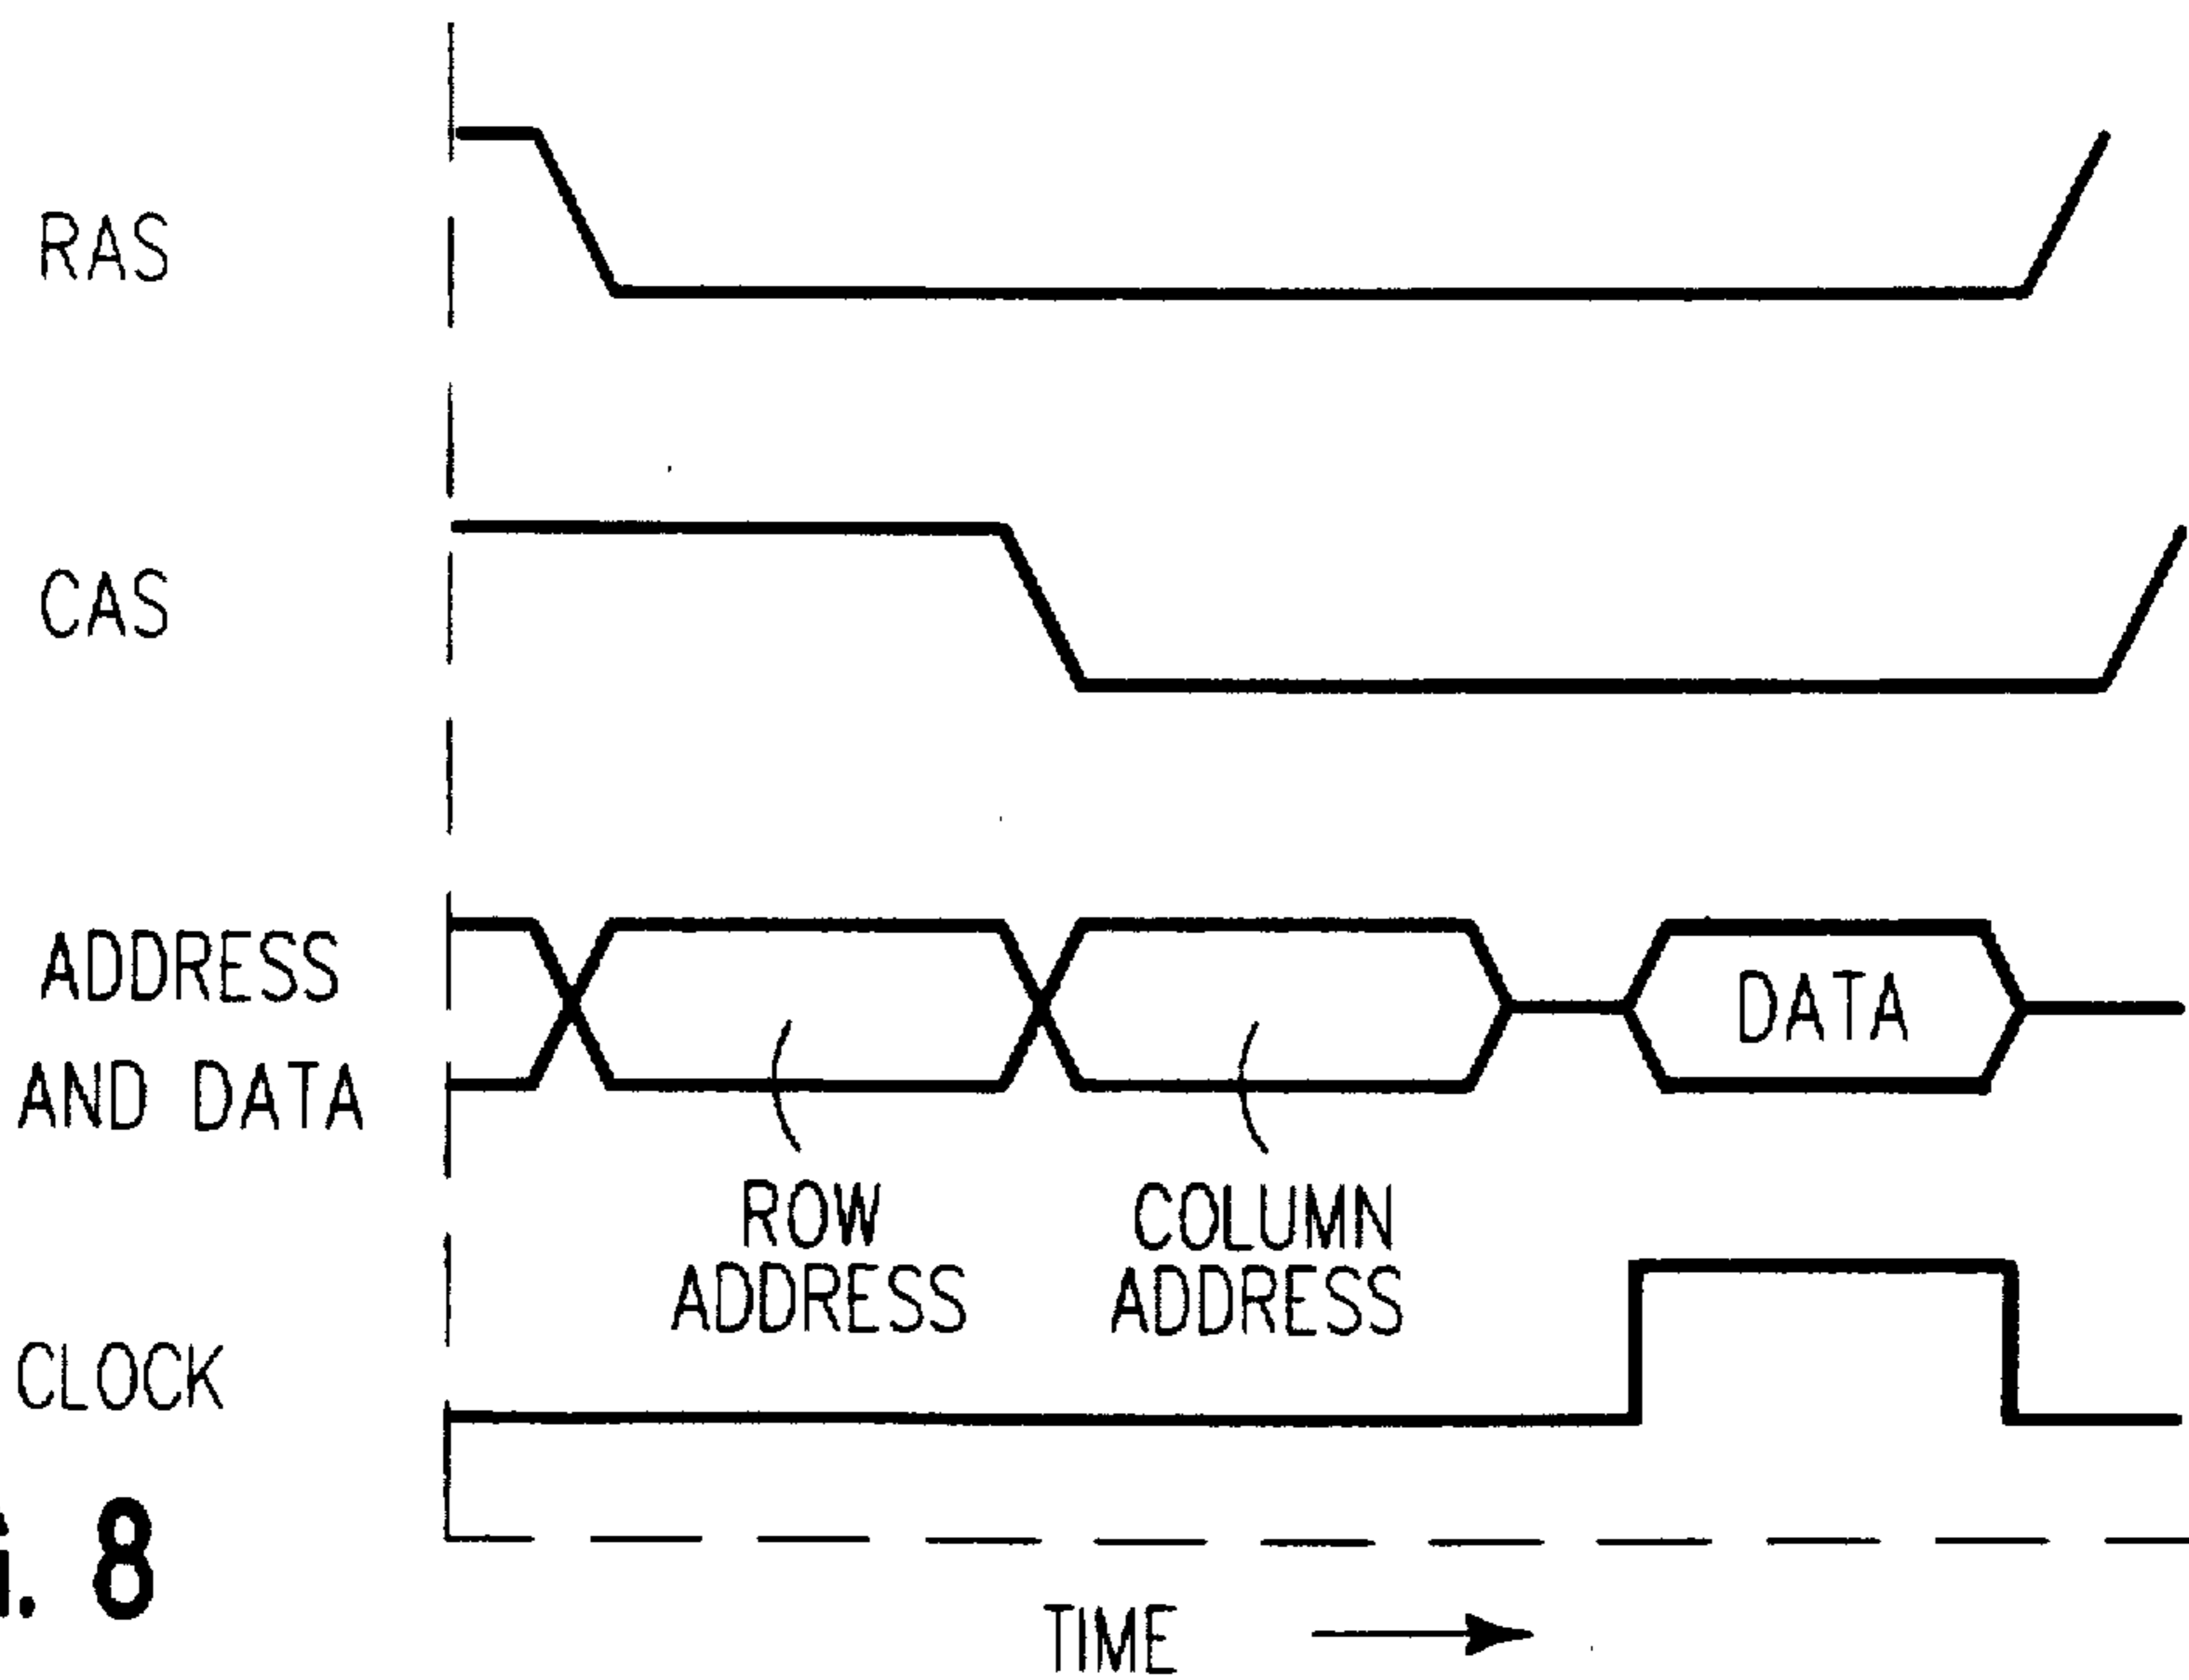 RAS
CAS
ADDRESS
AND DATA
DATA
ROW
ADDRESS
COLUMN
ADDRESS
CLOCK
8
TIME